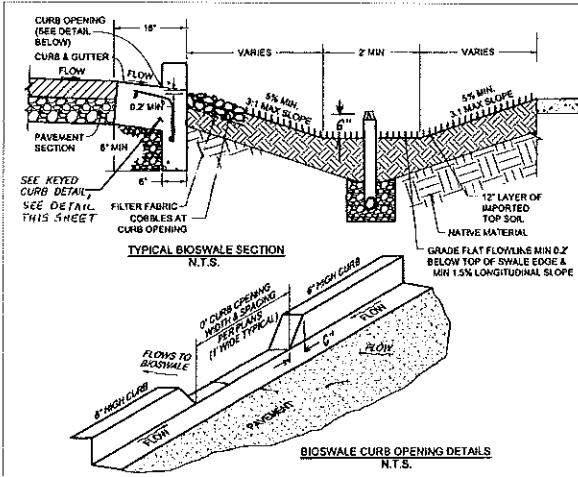 CURB OPENING
(SEE DETAIL
BELOW)
CURB & GUTTER
FLOW
FLOW
18"
VARIES
2' MIN
VARIES
5% MIN.
3:1 MAX SLOPE
5% MIN.
3:1 MAX SLOPE
6"
0.2' MIN
PAVEMENT
SECTION
6" MIN
6"
SEE KEYED
CURB DETAIL,
SEE DETAIL
THIS SHEET
FILTER FABRIC
COBBLES AT
CURB OPENING
12" LAYER OF
IMPORTED
TOP SOIL
NATIVE MATERIAL
GRADE FLAT FLOWLINE MIN 0.2'
BELOW TOP OF SWALE EDGE &
MIN 1.5% LONGITUDINAL SLOPE
TYPICAL BIOSWALE SECTION
N.T.S.
0" CURB OPENING
WIDTH & SPACING
PER PLANS
(1' WIDE TYPICAL)
6" HIGH CURB
FLOWS TO
BIOSWALE
6" HIGH CURB
6"
FLOW
FLOW
FLOW
PAVEMENT
BIOSWALE CURB OPENING DETAILS
N.T.S.